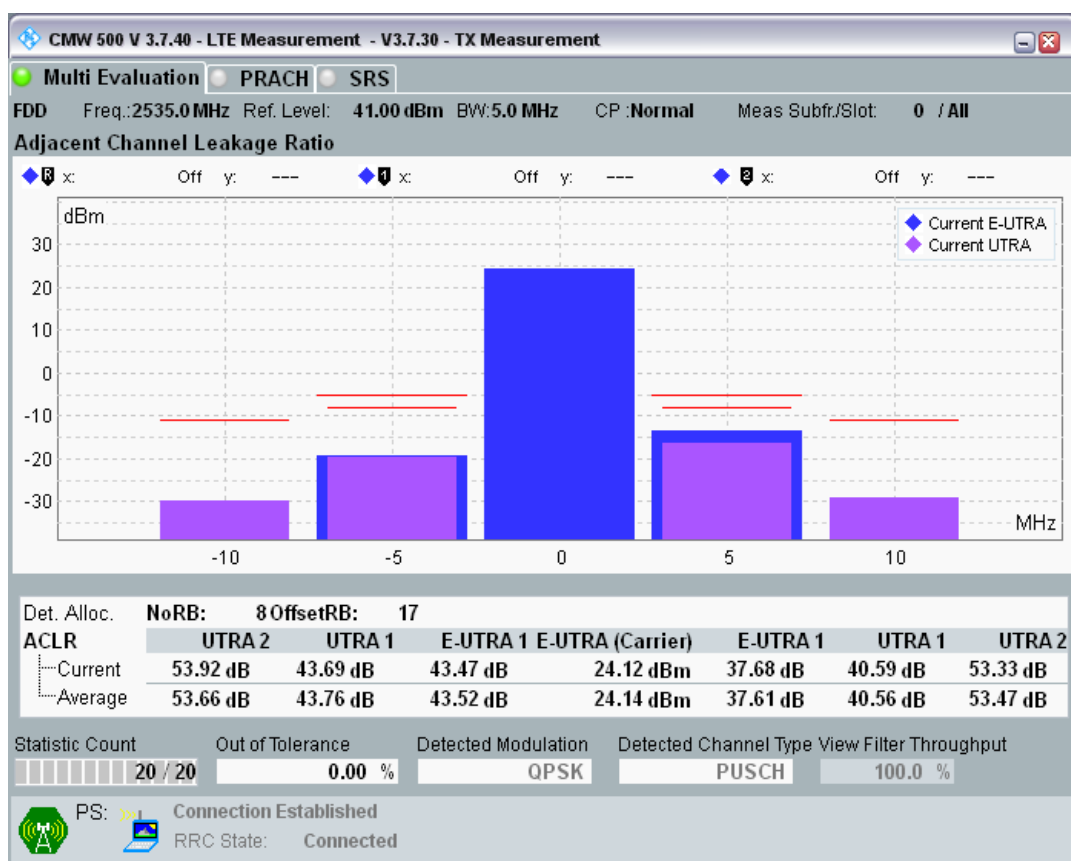 CMW 500 V 3.7.40 - LTE Measurement - V3.7.30 - TX Measurement
Multi Evaluation PRACH SRS
FDD Freq.:2535.0 MHz Ref. Level: 41.00 dBm BW:5.0 MHz CP :Normal Meas Subfr./Slot: 0 / All
Adjacent Channel Leakage Ratio
R x: Off y: --- 1 x: Off y: --- 2 x: Off y: ---
dBm
Current E-UTRA
Current UTRA
30
20
10
0
-10
-20
-30
MHz
-10 -5 0 5 10
Det. Alloc. NoRB: 8 OffsetRB: 17
ACLR UTRA 2 UTRA 1 E-UTRA 1 E-UTRA (Carrier) E-UTRA 1 UTRA 1 UTRA 2
Current 53.92 dB 43.69 dB 43.47 dB 24.12 dBm 37.68 dB 40.59 dB 53.33 dB
Average 53.66 dB 43.76 dB 43.52 dB 24.14 dBm 37.61 dB 40.56 dB 53.47 dB
Statistic Count Out of Tolerance Detected Modulation Detected Channel Type View Filter Throughput
20 / 20 0.00 % QPSK PUSCH 100.0 %
PS: Connection Established
RRC State: Connected